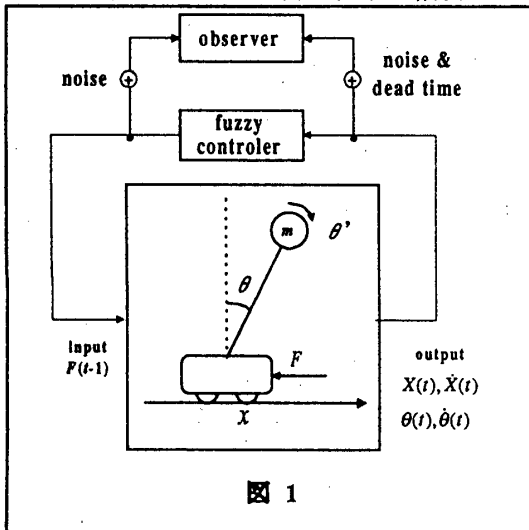 observer
noise
noise &
dead time
fuzzy
controler
m
θ'
θ
F
X
input
F(t-1)
output
X(t), Ẋ(t)
θ(t), θ̇(t)
図 1